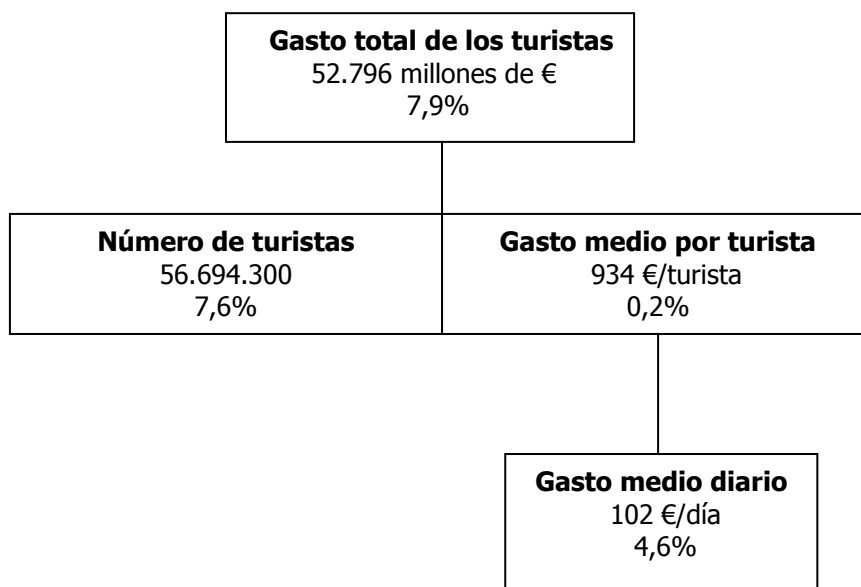 Gasto total de los turistas
52.796 millones de €
7,9%
Número de turistas
56.694.300
7,6%
Gasto medio por turista
934 €/turista
0,2%
Gasto medio diario
102 €/día
4,6%